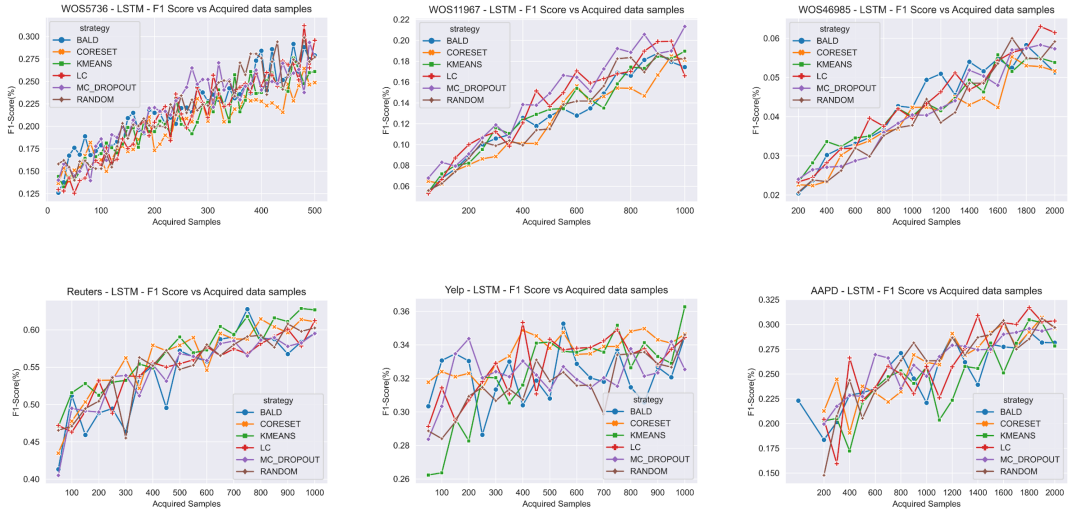 WOS5736 - LSTM - F1 Score vs Acquired data samples
F1-Score(%)
0.300
0.275
0.250
0.225
0.200
0.175
0.150
0.125
strategy
BALD
CORESET
KMEANS
LC
MC_DROPOUT
RANDOM
0 100 200 300 400 500
Acquired Samples
WOS11967 - LSTM - F1 Score vs Acquired data samples
F1-Score(%)
0.22
0.20
0.18
0.16
0.14
0.12
0.10
0.08
0.06
strategy
BALD
CORESET
KMEANS
LC
MC_DROPOUT
RANDOM
200 400 600 800 1000
Acquired Samples
WOS46985 - LSTM - F1 Score vs Acquired data samples
F1-Score(%)
0.06
0.05
0.04
0.03
0.02
strategy
BALD
CORESET
KMEANS
LC
MC_DROPOUT
RANDOM
200 400 600 800 1000 1200 1400 1600 1800 2000
Acquired Samples
Reuters - LSTM - F1 Score vs Acquired data samples
F1-Score(%)
0.60
0.55
0.50
0.45
0.40
strategy
BALD
CORESET
KMEANS
LC
MC_DROPOUT
RANDOM
100 200 300 400 500 600 700 800 900 1000
Acquired Samples
Yelp - LSTM - F1 Score vs Acquired data samples
F1-Score(%)
0.36
0.34
0.32
0.30
0.28
0.26
strategy
BALD
CORESET
KMEANS
LC
MC_DROPOUT
RANDOM
100 200 300 400 500 600 700 800 900 1000
Acquired Samples
AAPD - LSTM - F1 Score vs Acquired data samples
F1-Score(%)
0.325
0.300
0.275
0.250
0.225
0.200
0.175
0.150
strategy
BALD
CORESET
KMEANS
LC
MC_DROPOUT
RANDOM
200 400 600 800 1000 1200 1400 1600 1800 2000
Acquired Samples